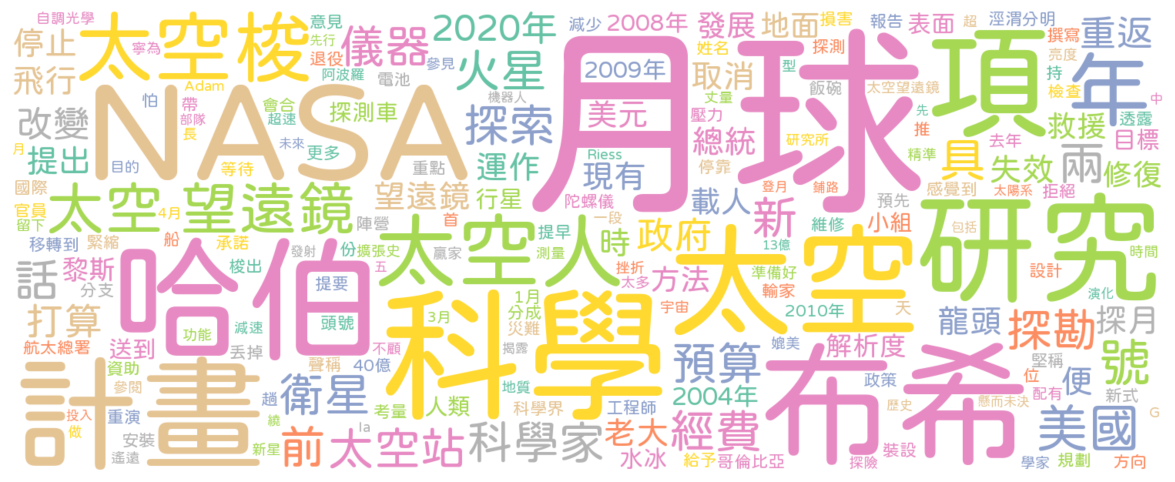 自調光學 意見 減少 2008年 發展 地面 損害 報告 表面 超 涇渭分明 撰寫 重返
停止 太空梭 寧為 先行 儀器 2020年 姓名 探測 亮度
飛行 Adam 退役 參見 火星 2009年 取消 型 飯碗 太空望遠鏡 持 年
NASA 怕 阿波羅 電池 月球 丈量 先 項 檢查 中
改變 帶 部隊 會合 超速 探測車 機器人 探索 美元 壓力 推 救援 透露
提出 月 長 未來 更多 運作 總統 研究所 精準 去年 目標
目的 等待 重點 Riess 現有 停靠 具 兩
國際 太空 望遠鏡 望遠鏡 行星 陀螺儀 載人 登月 鋪路 預先 感覺到 失效 太陽系 拒絕 修復
官員 留下 4月 陣營 首 提早 一段 新 維修 小組
移轉到 緊縮 船 承諾 份 擴張史 太空人 時 政府 13億 研究 包括
話 黎斯 分支 哈伯 梭出 發射 五 贏家 測量 挫折 太多 方法 太空 準備好 輸家 設計 時間
打算 功能 減速 提要 頭號 3月 科學 1月 分成 災難 宇宙 2010年 天 龍頭 探勘 演化 探月
航太總署 送到 丟掉 聲稱 不顧 揭露 預算 媲美 解析度 堅稱 號
計畫 資助 參閱 衛星 40億 地質 2004年 政策 布希 位 便 新式
投入 重演 趙 考量 人類 科學界 工程師 經費 歷史 懸而未決 配有 美國 G
做 安裝 繞 前 la 太空站 科學家 老大 裝設
遙遠 新星 水冰 給予 哥倫比亞 探險 學家 規劃 方向